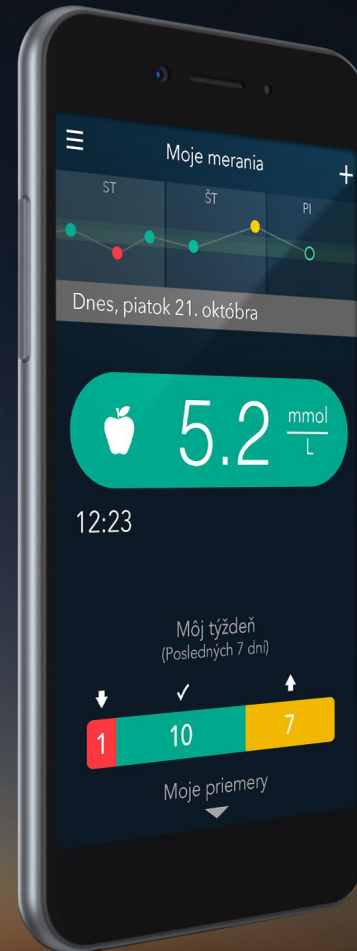 Moje merania
ST
ŠT
PI
Dnes, piatok 21. októbra
5.2 mmol
L
12:23
Môj týždeň
(Posledných 7 dní)
1 10 7
Moje priemery